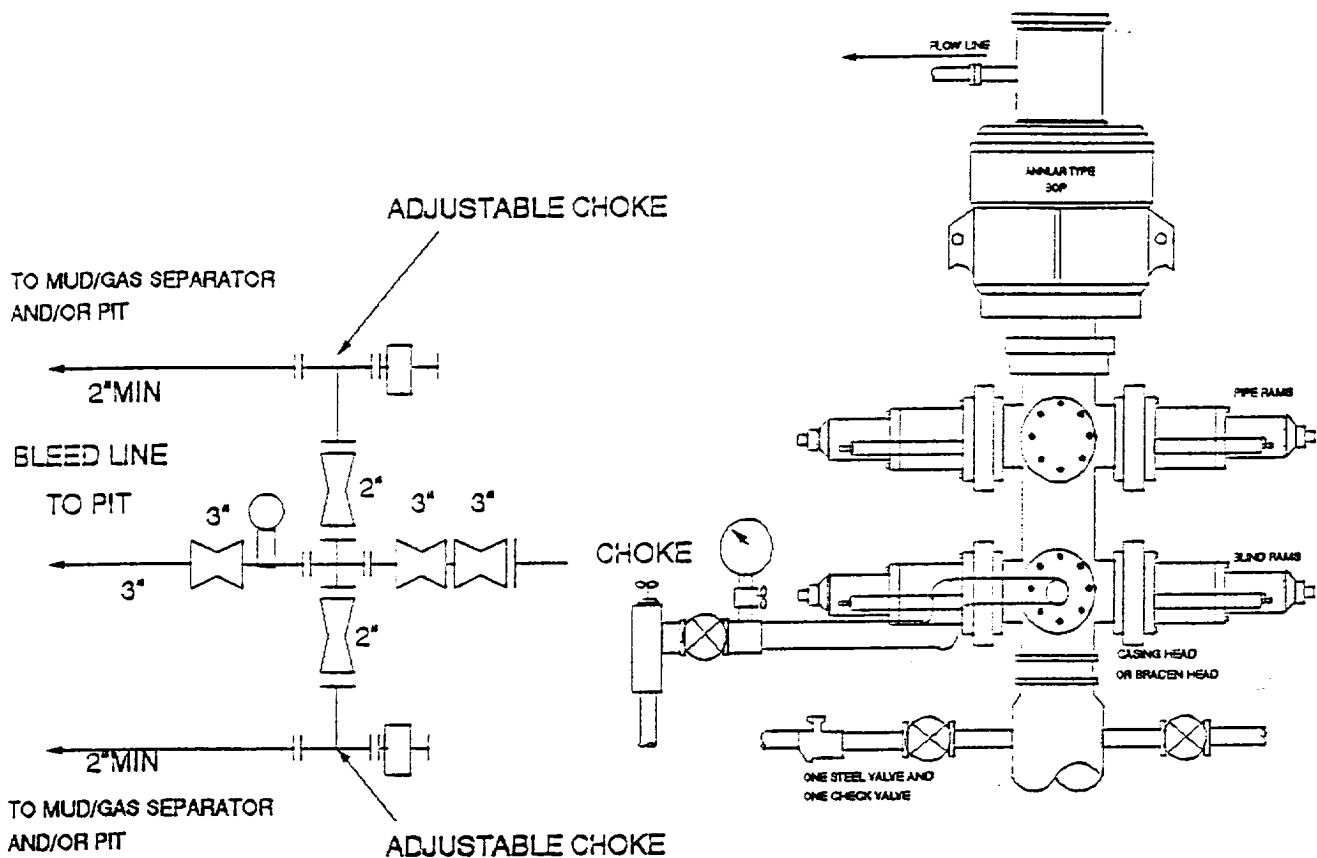 FLOW LINE
ANNLAR TYPE
BOP
ADJUSTABLE CHOKE
TO MUD/GAS SEPARATOR
AND/OR PIT
2"MIN
PIPE RAMS
BLEED LINE
TO PIT
2"
3"
3"
3"
3"
CHOKE
BLIND RAMS
2"
CASING HEAD
OR BRADEN HEAD
2"MIN
ONE STEEL VALVE AND
ONE CHECK VALVE
TO MUD/GAS SEPARATOR
AND/OR PIT
ADJUSTABLE CHOKE